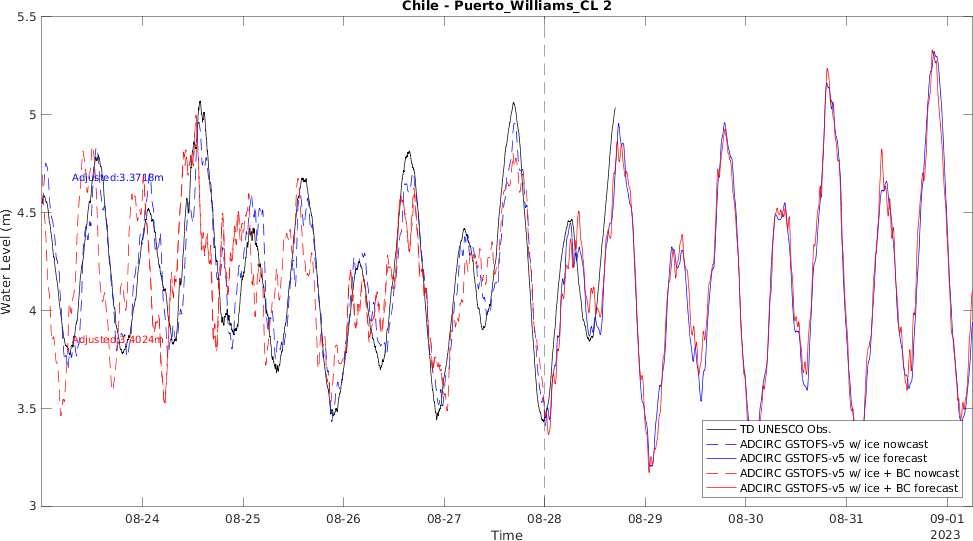 Chile - Puerto_Williams_CL 2
5.5
5
4.5
4
3.5
3
Water Level (m)
Adjusted:3.3718m
Adjusted:3.4024m
TD UNESCO Obs.
ADCIRC GSTOFS-v5 w/ ice nowcast
ADCIRC GSTOFS-v5 w/ ice forecast
ADCIRC GSTOFS-v5 w/ ice + BC nowcast
ADCIRC GSTOFS-v5 w/ ice + BC forecast
08-24 08-25 08-26 08-27 08-28 08-29 08-30 08-31 09-01
2023
Time